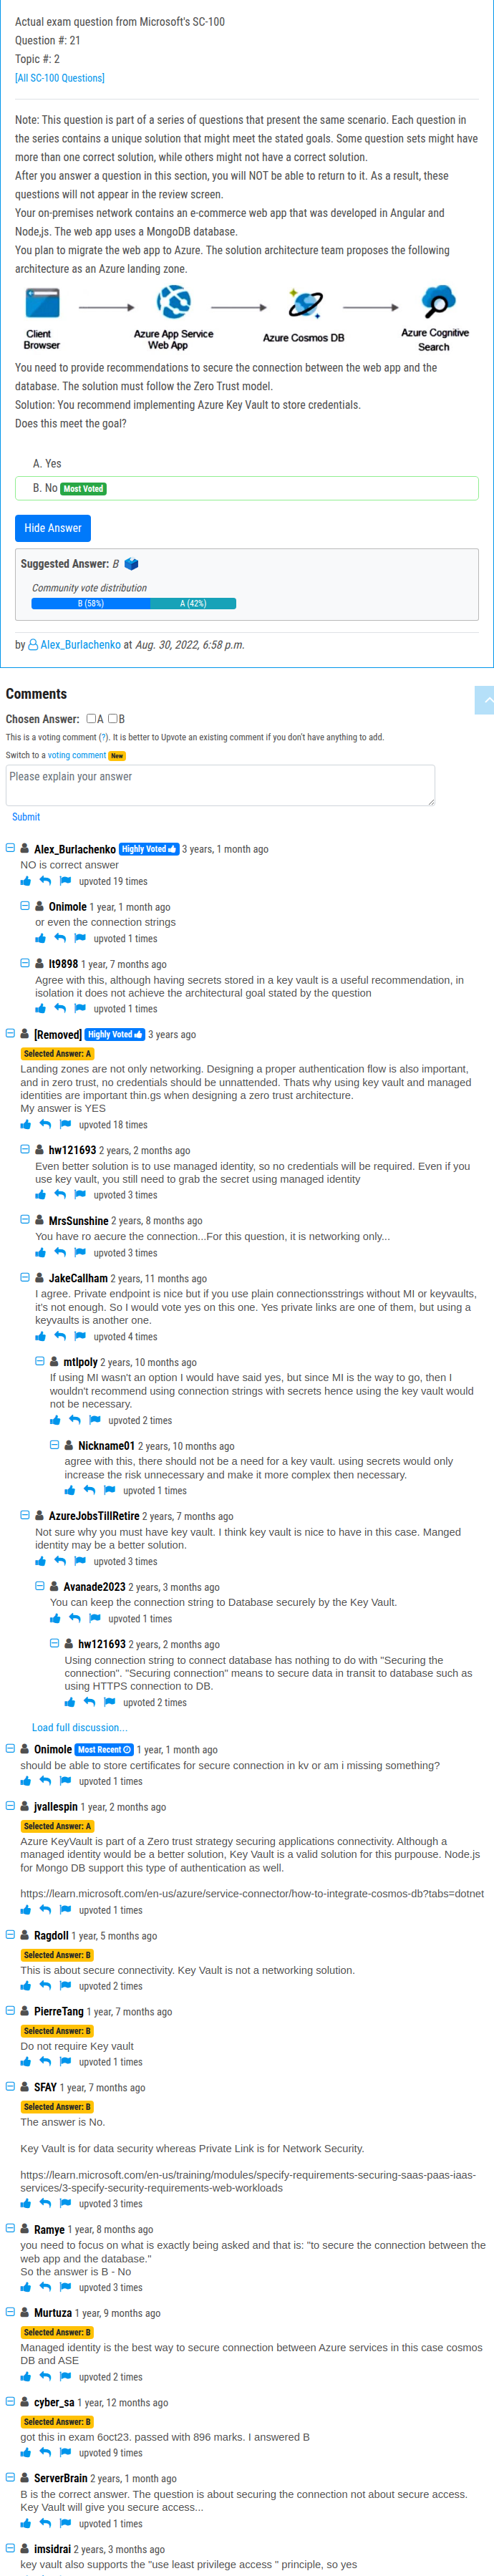 Actual exam question from Microsoft's SC-100
Question #: 21
Topic #: 2
[All SC-100 Questions]
Note: This question is part of a series of questions that present the same scenario. Each question in
the series contains a unique solution that might meet the stated goals. Some question sets might have
more than one correct solution, while others might not have a correct solution.
After you answer a question in this section, you will NOT be able to return to it. As a result, these
questions will not appear in the review screen.
Your on-premises network contains an e-commerce web app that was developed in Angular and
Node,js. The web app uses a MongoDB database.
You plan to migrate the web app to Azure. The solution architecture team proposes the following
architecture as an Azure landing zone.
Client
Browser
Azure App Service
Web App
Azure Cosmos DB
Azure Cognitive
Search
You need to provide recommendations to secure the connection between the web app and the
database. The solution must follow the Zero Trust model.
Solution: You recommend implementing Azure Key Vault to store credentials.
Does this meet the goal?
A. Yes
B. No Most Voted
Hide Answer
Suggested Answer: B
Community vote distribution
B (58%) A (42%)
by Alex_Burlachenko at Aug. 30, 2022, 6:58 p.m.
Comments
Chosen Answer: A B
This is a voting comment (?). It is better to Upvote an existing comment if you don't have anything to add.
Switch to a voting comment New
Please explain your answer
Submit
Alex_Burlachenko Highly Voted 3 years, 1 month ago
NO is correct answer
upvoted 19 times
Onimole 1 year, 1 month ago
or even the connection strings
upvoted 1 times
lt9898 1 year, 7 months ago
Agree with this, although having secrets stored in a key vault is a useful recommendation, in
isolation it does not achieve the architectural goal stated by the question
upvoted 1 times
[Removed] Highly Voted 3 years ago
Selected Answer: A
Landing zones are not only networking. Designing a proper authentication flow is also important,
and in zero trust, no credentials should be unnattended. Thats why using key vault and managed
identities are important thin.gs when designing a zero trust architecture.
My answer is YES
upvoted 18 times
hw121693 2 years, 2 months ago
Even better solution is to use managed identity, so no credentials will be required. Even if you
use key vault, you still need to grab the secret using managed identity
upvoted 3 times
MrsSunshine 2 years, 8 months ago
You have ro aecure the connection...For this question, it is networking only...
upvoted 3 times
JakeCallham 2 years, 11 months ago
I agree. Private endpoint is nice but if you use plain connectionsstrings without MI or keyvaults,
it's not enough. So I would vote yes on this one. Yes private links are one of them, but using a
keyvaults is another one.
upvoted 4 times
mtlpoly 2 years, 10 months ago
If using MI wasn't an option I would have said yes, but since MI is the way to go, then I
wouldn't recommend using connection strings with secrets hence using the key vault would
not be necessary.
upvoted 2 times
Nickname01 2 years, 10 months ago
agree with this, there should not be a need for a key vault. using secrets would only
increase the risk unnecessary and make it more complex then necessary.
upvoted 1 times
AzureJobsTillRetire 2 years, 7 months ago
Not sure why you must have key vault. I think key vault is nice to have in this case. Manged
identity may be a better solution.
upvoted 3 times
Avanade2023 2 years, 3 months ago
You can keep the connection string to Database securely by the Key Vault.
upvoted 1 times
hw121693 2 years, 2 months ago
Using connection string to connect database has nothing to do with "Securing the
connection". "Securing connection" means to secure data in transit to database such as
using HTTPS connection to DB.
upvoted 2 times
Load full discussion...
Onimole Most Recent 1 year, 1 month ago
should be able to store certificates for secure connection in kv or am i missing something?
upvoted 1 times
jvallespin 1 year, 2 months ago
Selected Answer: A
Azure KeyVault is part of a Zero trust strategy securing applications connectivity. Although a
managed identity would be a better solution, Key Vault is a valid solution for this purpouse. Node.js
for Mongo DB support this type of authentication as well.
https://learn.microsoft.com/en-us/azure/service-connector/how-to-integrate-cosmos-db?tabs=dotnet
upvoted 1 times
Ragdoll 1 year, 5 months ago
Selected Answer: B
This is about secure connectivity. Key Vault is not a networking solution.
upvoted 2 times
PierreTang 1 year, 7 months ago
Selected Answer: B
Do not require Key vault
upvoted 1 times
SFAY 1 year, 7 months ago
Selected Answer: B
The answer is No.
Key Vault is for data security whereas Private Link is for Network Security.
https://learn.microsoft.com/en-us/training/modules/specify-requirements-securing-saas-paas-iaas-
services/3-specify-security-requirements-web-workloads
upvoted 3 times
Ramye 1 year, 8 months ago
you need to focus on what is exactly being asked and that is: "to secure the connection between the
web app and the database."
So the answer is B - No
upvoted 3 times
Murtuza 1 year, 9 months ago
Selected Answer: B
Managed identity is the best way to secure connection between Azure services in this case cosmos
DB and ASE
upvoted 2 times
cyber_sa 1 year, 12 months ago
Selected Answer: B
got this in exam 6oct23. passed with 896 marks. I answered B
upvoted 9 times
ServerBrain 2 years, 1 month ago
B is the correct answer. The question is about securing the connection not about secure access.
Key Vault will give you secure access...
upvoted 1 times
imsidrai 2 years, 3 months ago
key vault also supports the "use least privilege access " principle, so yes